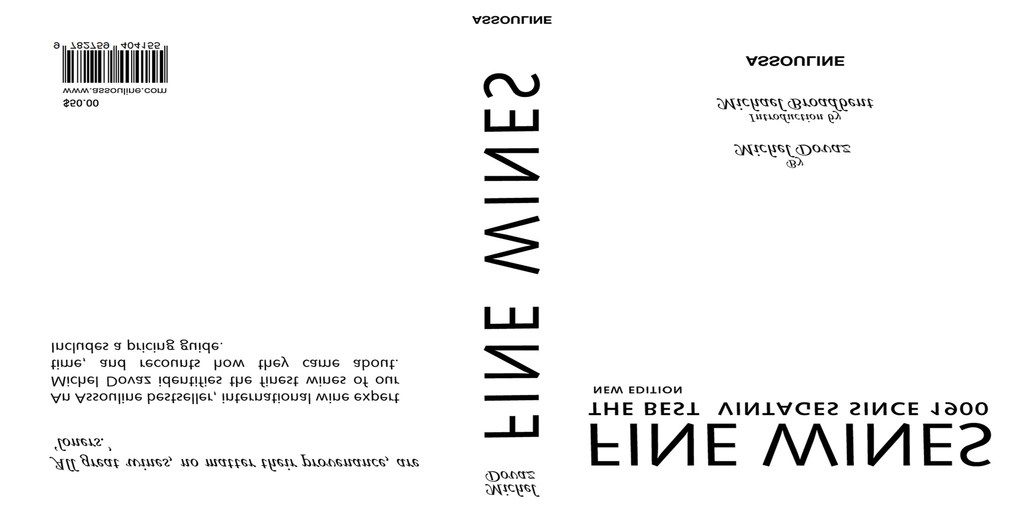 All great wines, no matter their provenance, are
'loners.'
An Assouline bestseller, international wine expert
Michel Dovaz identifies the finest wines of our
time, and recounts how they came about.
Includes a pricing guide.
$50.00
www.assouline.com
9 782759 404155
Michel
Dovaz
FINE WINES
ASSOULINE
FINE WINES
THE BEST VINTAGES SINCE 1900
NEW EDITION
By
Michel Dovaz
Introduction by
Michael Broadbent
ASSOULINE